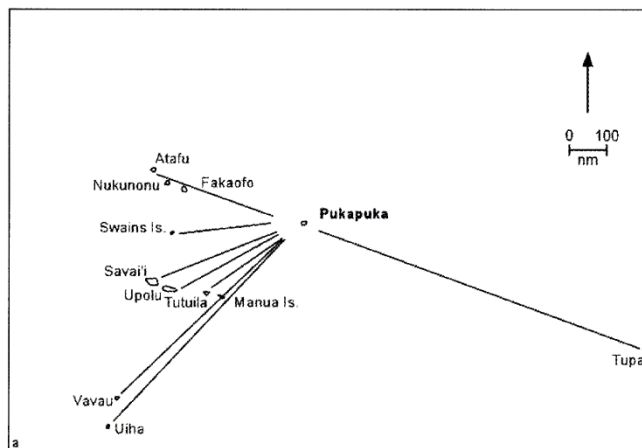 0 100
nm
Atafu
Nukunonu
Fakaofo
Pukapuka
Swains Is.
Savai'i
Upolu
Tutuila
Manua Is.
Tupa
Vavau
Uiha
a